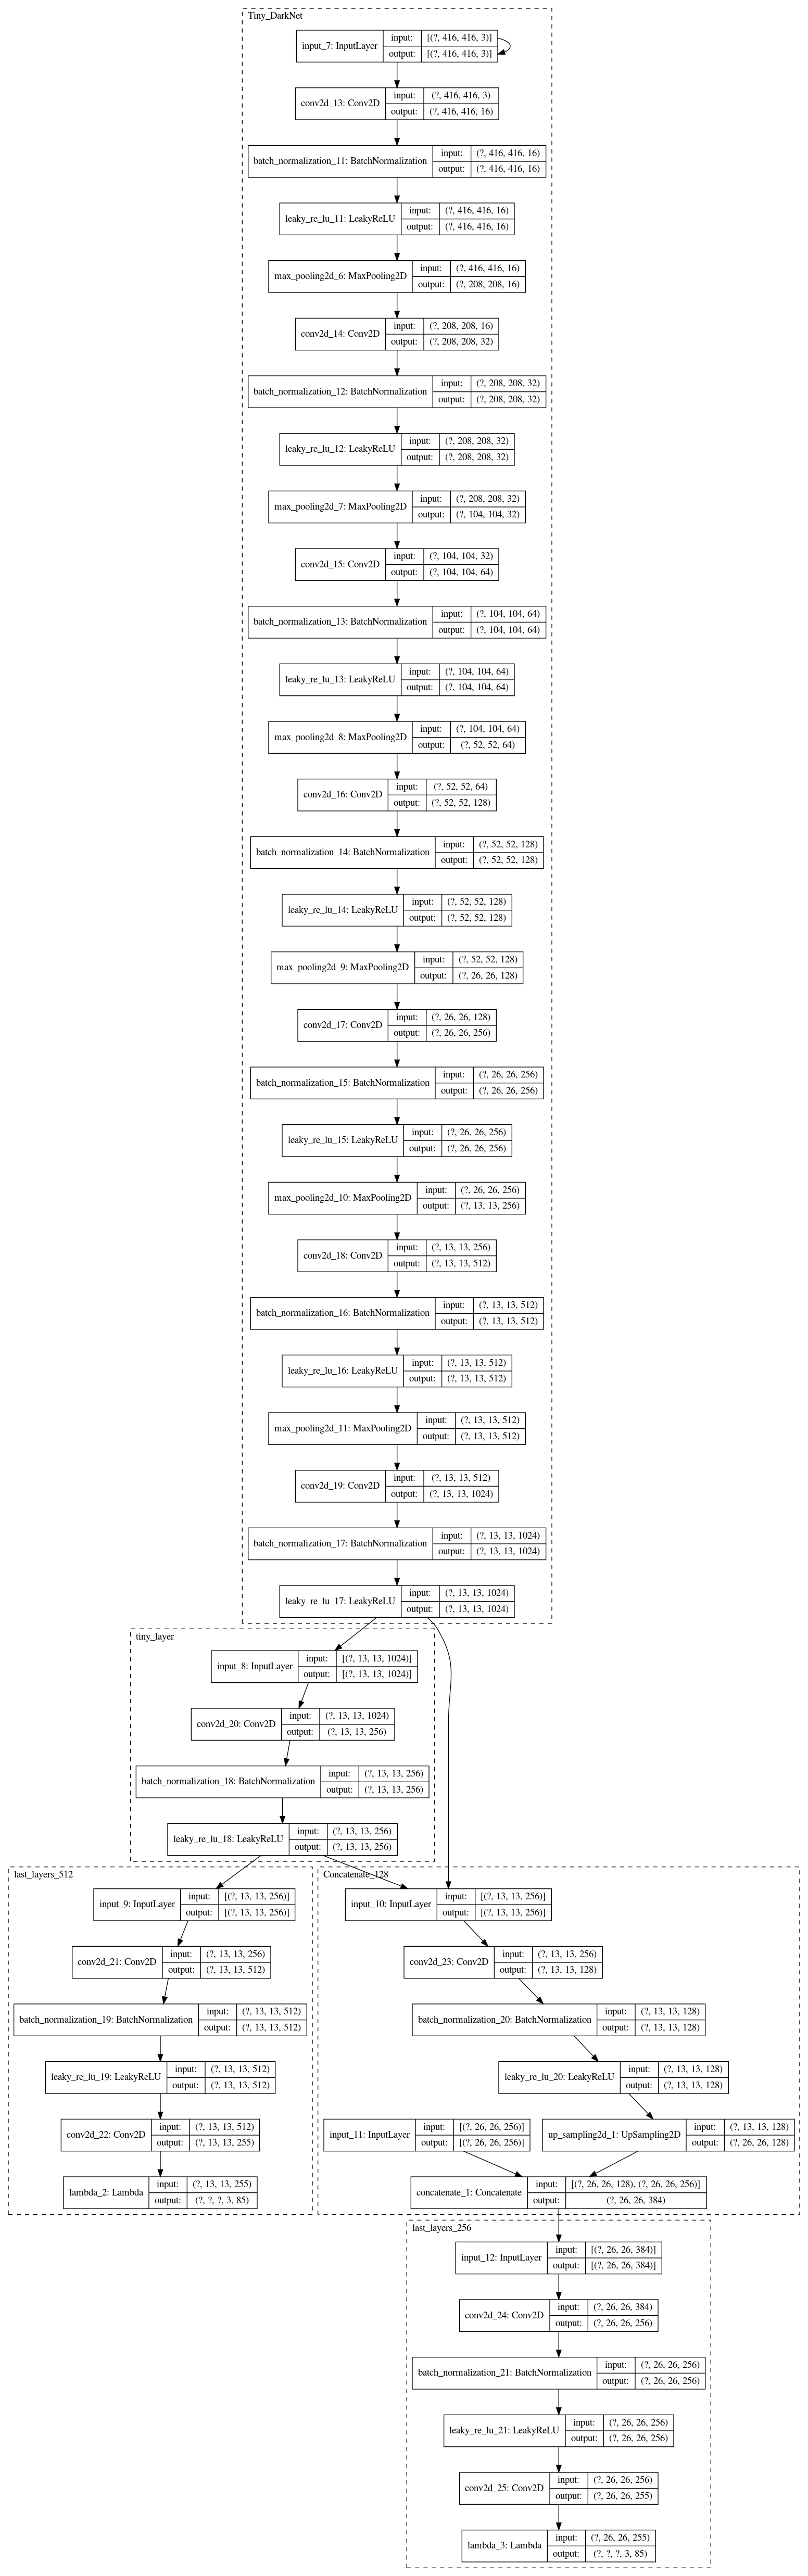 Tiny_DarkNet
input_7: InputLayer input: [(?, 416, 416, 3)]
output: [(?, 416, 416, 3)]
conv2d_13: Conv2D input: (?, 416, 416, 3)
output: (?, 416, 416, 16)
batch_normalization_11: BatchNormalization input: (?, 416, 416, 16)
output: (?, 416, 416, 16)
leaky_re_lu_11: LeakyReLU input: (?, 416, 416, 16)
output: (?, 416, 416, 16)
max_pooling2d_6: MaxPooling2D input: (?, 416, 416, 16)
output: (?, 208, 208, 16)
conv2d_14: Conv2D input: (?, 208, 208, 16)
output: (?, 208, 208, 32)
batch_normalization_12: BatchNormalization input: (?, 208, 208, 32)
output: (?, 208, 208, 32)
leaky_re_lu_12: LeakyReLU input: (?, 208, 208, 32)
output: (?, 208, 208, 32)
max_pooling2d_7: MaxPooling2D input: (?, 208, 208, 32)
output: (?, 104, 104, 32)
conv2d_15: Conv2D input: (?, 104, 104, 32)
output: (?, 104, 104, 64)
batch_normalization_13: BatchNormalization input: (?, 104, 104, 64)
output: (?, 104, 104, 64)
leaky_re_lu_13: LeakyReLU input: (?, 104, 104, 64)
output: (?, 104, 104, 64)
max_pooling2d_8: MaxPooling2D input: (?, 104, 104, 64)
output: (?, 52, 52, 64)
conv2d_16: Conv2D input: (?, 52, 52, 64)
output: (?, 52, 52, 128)
batch_normalization_14: BatchNormalization input: (?, 52, 52, 128)
output: (?, 52, 52, 128)
leaky_re_lu_14: LeakyReLU input: (?, 52, 52, 128)
output: (?, 52, 52, 128)
max_pooling2d_9: MaxPooling2D input: (?, 52, 52, 128)
output: (?, 26, 26, 128)
conv2d_17: Conv2D input: (?, 26, 26, 128)
output: (?, 26, 26, 256)
batch_normalization_15: BatchNormalization input: (?, 26, 26, 256)
output: (?, 26, 26, 256)
leaky_re_lu_15: LeakyReLU input: (?, 26, 26, 256)
output: (?, 26, 26, 256)
max_pooling2d_10: MaxPooling2D input: (?, 26, 26, 256)
output: (?, 13, 13, 256)
conv2d_18: Conv2D input: (?, 13, 13, 256)
output: (?, 13, 13, 512)
batch_normalization_16: BatchNormalization input: (?, 13, 13, 512)
output: (?, 13, 13, 512)
leaky_re_lu_16: LeakyReLU input: (?, 13, 13, 512)
output: (?, 13, 13, 512)
max_pooling2d_11: MaxPooling2D input: (?, 13, 13, 512)
output: (?, 13, 13, 512)
conv2d_19: Conv2D input: (?, 13, 13, 512)
output: (?, 13, 13, 1024)
batch_normalization_17: BatchNormalization input: (?, 13, 13, 1024)
output: (?, 13, 13, 1024)
leaky_re_lu_17: LeakyReLU input: (?, 13, 13, 1024)
output: (?, 13, 13, 1024)
tiny_layer
input_8: InputLayer input: [(?, 13, 13, 1024)]
output: [(?, 13, 13, 1024)]
conv2d_20: Conv2D input: (?, 13, 13, 1024)
output: (?, 13, 13, 256)
batch_normalization_18: BatchNormalization input: (?, 13, 13, 256)
output: (?, 13, 13, 256)
leaky_re_lu_18: LeakyReLU input: (?, 13, 13, 256)
output: (?, 13, 13, 256)
last_layers_512
input_9: InputLayer input: [(?, 13, 13, 256)]
output: [(?, 13, 13, 256)]
conv2d_21: Conv2D input: (?, 13, 13, 256)
output: (?, 13, 13, 512)
batch_normalization_19: BatchNormalization input: (?, 13, 13, 512)
output: (?, 13, 13, 512)
leaky_re_lu_19: LeakyReLU input: (?, 13, 13, 512)
output: (?, 13, 13, 512)
conv2d_22: Conv2D input: (?, 13, 13, 512)
output: (?, 13, 13, 255)
lambda_2: Lambda input: (?, 13, 13, 255)
output: (?, ?, ?, 3, 85)
Concatenate_128
input_10: InputLayer input: [(?, 13, 13, 256)]
output: [(?, 13, 13, 256)]
conv2d_23: Conv2D input: (?, 13, 13, 256)
output: (?, 13, 13, 128)
batch_normalization_20: BatchNormalization input: (?, 13, 13, 128)
output: (?, 13, 13, 128)
leaky_re_lu_20: LeakyReLU input: (?, 13, 13, 128)
output: (?, 13, 13, 128)
input_11: InputLayer input: [(?, 26, 26, 256)]
output: [(?, 26, 26, 256)]
up_sampling2d_1: UpSampling2D input: (?, 13, 13, 128)
output: (?, 26, 26, 128)
concatenate_1: Concatenate input: [(?, 26, 26, 128), (?, 26, 26, 256)]
output: (?, 26, 26, 384)
last_layers_256
input_12: InputLayer input: [(?, 26, 26, 384)]
output: [(?, 26, 26, 384)]
conv2d_24: Conv2D input: (?, 26, 26, 384)
output: (?, 26, 26, 256)
batch_normalization_21: BatchNormalization input: (?, 26, 26, 256)
output: (?, 26, 26, 256)
leaky_re_lu_21: LeakyReLU input: (?, 26, 26, 256)
output: (?, 26, 26, 256)
conv2d_25: Conv2D input: (?, 26, 26, 256)
output: (?, 26, 26, 255)
lambda_3: Lambda input: (?, 26, 26, 255)
output: (?, ?, ?, 3, 85)